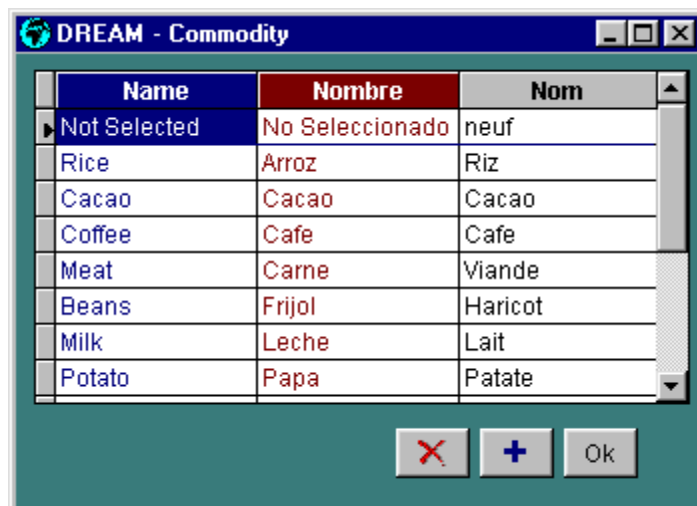 DREAM - Commodity
Name Nombre Nom
Not Selected No Seleccionado neuf
Rice Arroz Riz
Cacao Cacao Cacao
Coffee Cafe Cafe
Meat Carne Viande
Beans Frijol Haricot
Milk Leche Lait
Potato Papa Patate
Ok